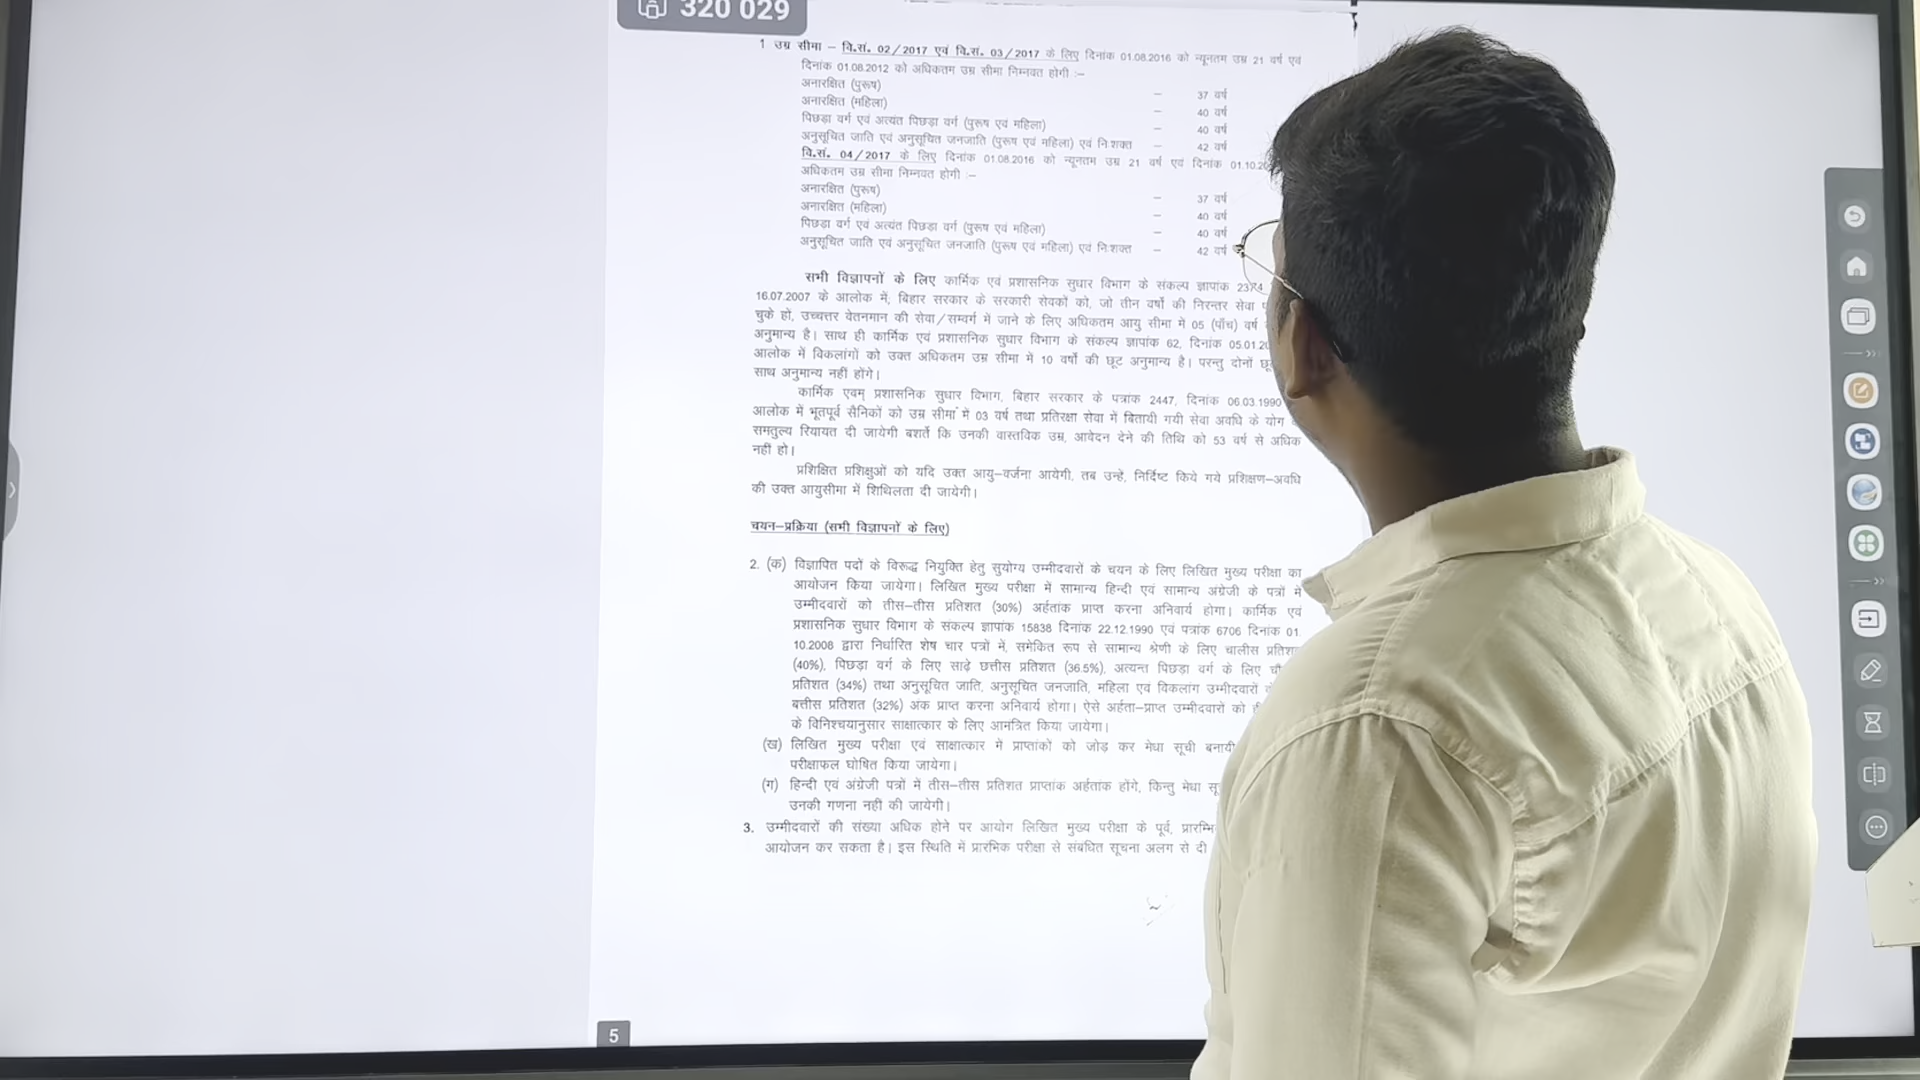 320 029
1 उम्र सीमा – वि.सं. 02/2017 एवं वि.सं. 03/2017 के लिए दिनांक 01.08.2016 को न्यूनतम उम्र 21 वर्ष एवं
दिनांक 01.08.2012 को अधिकतम उम्र सीमा निम्नवत होगी :–
अनारक्षित (पुरूष) – 37 वर्ष
अनारक्षित (महिला) – 40 वर्ष
पिछड़ा वर्ग एवं अत्यंत पिछड़ा वर्ग (पुरूष एवं महिला) – 40 वर्ष
अनुसूचित जाति एवं अनुसूचित जनजाति (पुरूष एवं महिला) एवं निःशक्त – 42 वर्ष
वि.सं. 04/2017 के लिए दिनांक 01.08.2016 को न्यूनतम उम्र 21 वर्ष एवं दिनांक
अधिकतम उम्र सीमा निम्नवत होगी :–
अनारक्षित (पुरूष) – 37 वर्ष
अनारक्षित (महिला) – 40 वर्ष
पिछड़ा वर्ग एवं अत्यंत पिछड़ा वर्ग (पुरूष एवं महिला) – 40 वर्ष
अनुसूचित जाति एवं अनुसूचित जनजाति (पुरूष एवं महिला) एवं निःशक्त – 42 वर्ष
सभी विज्ञापनों के लिए कार्मिक एवं प्रशासनिक सुधार विभाग के संकल्प ज्ञापांक
16.07.2007 के आलोक में, बिहार सरकार के सरकारी सेवकों को, जो तीन वर्षो की निरन्तर सेवा
चुके हों, उच्चत्तर वेतनमान की सेवा/सम्वर्ग में जाने के लिए अधिकतम आयु सीमा में 05 (पाँच) वर्ष
अनुमान्य है। साथ ही कार्मिक एवं प्रशासनिक सुधार विभाग के संकल्प ज्ञापांक 62, दिनांक
आलोक में विकलांगों को उक्त अधिकतम उम्र सीमा में 10 वर्षो की छूट अनुमान्य है। परन्तु दोनों
साथ अनुमान्य नहीं होंगे।
कार्मिक एवम् प्रशासनिक सुधार विभाग, बिहार सरकार के पत्रांक 2447, दिनांक 06.03.1990
आलोक में भूतपूर्व सैनिकों को उम्र सीमा में 03 वर्ष तथा प्रतिरक्षा सेवा में बितायी गयी सेवा अवधि के योग
समतुल्य रियायत दी जायेगी बशर्ते कि उनकी वास्तविक उम्र, आवेदन देने की तिथि को 53 वर्ष से अधिक
नहीं हो।
प्रशिक्षित प्रशिक्षुओं को यदि उक्त आयु–वर्जना आयेगी, तब उन्हें, निर्दिष्ट किये गये प्रशिक्षण–अवधि
की उक्त आयुसीमा में शिथिलता दी जायेगी।
चयन–प्रक्रिया (सभी विज्ञापनों के लिए)
2. (क) विज्ञापित पदों के विरूद्ध नियुक्ति हेतु सुयोग्य उम्मीदवारों के चयन के लिए लिखित मुख्य परीक्षा का
आयोजन किया जायेगा। लिखित मुख्य परीक्षा में सामान्य हिन्दी एवं सामान्य अंग्रेजी के पत्रों में
उम्मीदवारों को तीस–तीस प्रतिशत (30%) अर्हतांक प्राप्त करना अनिवार्य होगा। कार्मिक एवं
प्रशासनिक सुधार विभाग के संकल्प ज्ञापांक 15838 दिनांक 22.12.1990 एवं पत्रांक 6706 दिनांक 01
10.2008 द्वारा निर्धारित शेष चार पत्रों में, समेकित रूप से सामान्य श्रेणी के लिए चालीस
(40%), पिछड़ा वर्ग के लिए साढ़े छत्तीस प्रतिशत (36.5%), अत्यन्त पिछड़ा वर्ग के लिए
प्रतिशत (34%) तथा अनुसूचित जाति, अनुसूचित जनजाति, महिला एवं विकलांग उम्मीदवारों
बत्तीस प्रतिशत (32%) अंक प्राप्त करना अनिवार्य होगा। ऐसे अर्हता–प्राप्त उम्मीदवारों को
के विनिश्चयानुसार साक्षात्कार के लिए आमंत्रित किया जायेगा।
(ख) लिखित मुख्य परीक्षा एवं साक्षात्कार में प्राप्तांकों को जोड़ कर मेधा सूची
परीक्षाफल घोषित किया जायेगा।
(ग) हिन्दी एवं अंग्रेजी पत्रों में तीस–तीस प्रतिशत प्राप्तांक अर्हतांक होंगे, किन्तु मेधा
उनकी गणना नहीं की जायेगी।
3. उम्मीदवारों की संख्या अधिक होने पर आयोग लिखित मुख्य परीक्षा के पूर्व,
आयोजन कर सकता है। इस स्थिति में प्रारंभिक परीक्षा से संबंधित सूचना अलग से दी
5